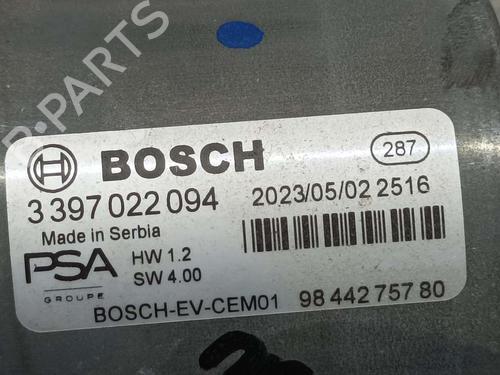 B-PARTS
BOSCH
287
3 397 022 094
2023/05/02 2516
Made in Serbia
PSA
GROUPE
HW 1.2
SW 4.00
BOSCH-EV-CEM01
98 442 757 80